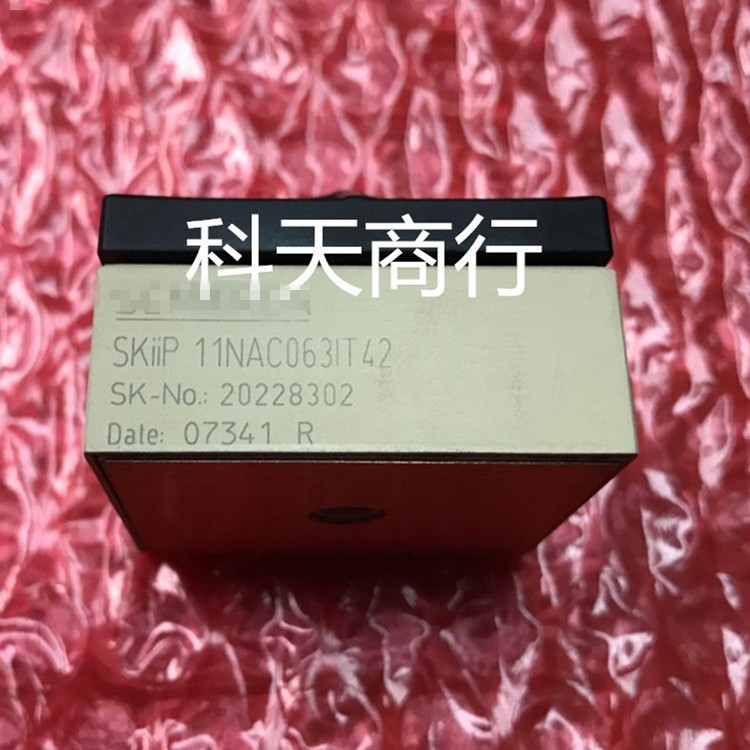 科天商行
SKiiP 11NAC063IT42
SK-No.: 20228302
Date: 07341 R